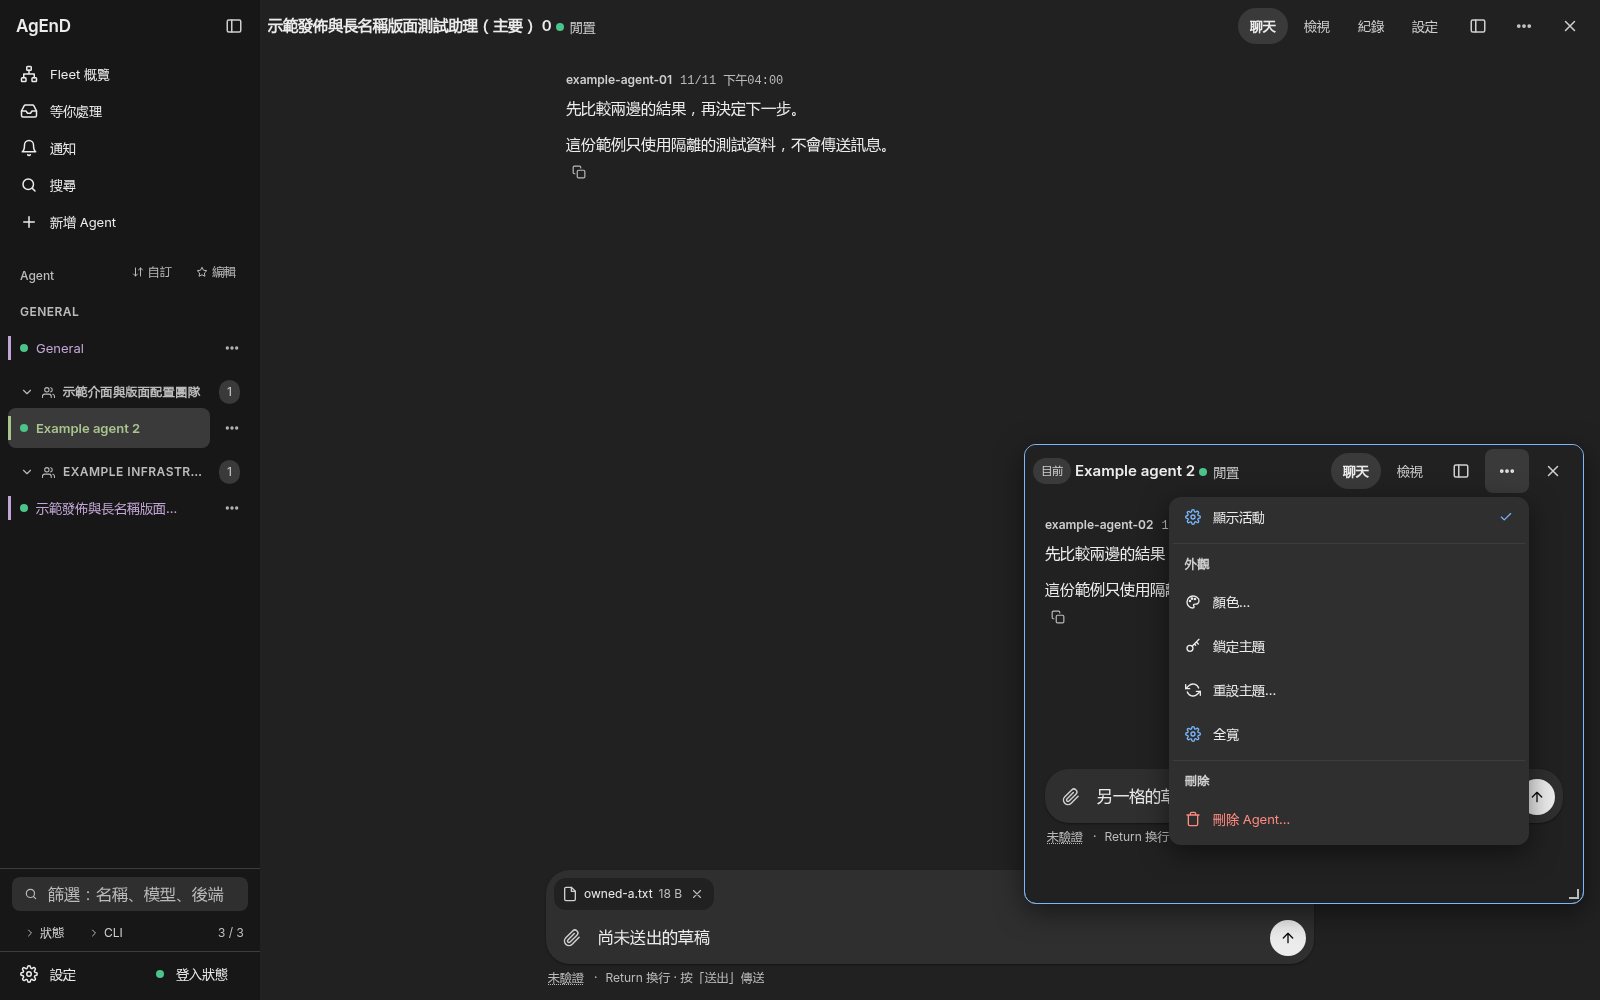 AgEnD
Fleet 概覽
等你處理
通知
搜尋
新增 Agent
Agent
自訂
編輯
GENERAL
General
示範介面與版面配置團隊
1
Example agent 2
EXAMPLE INFRASTR...
1
示範發佈與長名稱版面...
篩選：名稱、模型、後端
狀態
CLI
3 / 3
設定
登入狀態
示範發佈與長名稱版面測試助理（主要）0
閒置
聊天
檢視
紀錄
設定
example-agent-01 11/11 下午04:00
先比較兩邊的結果，再決定下一步。
這份範例只使用隔離的測試資料，不會傳送訊息。
owned-a.txt 18 B
尚未送出的草稿
未驗證 · Return 換行 · 按「送出」傳送
目前
Example agent 2
閒置
聊天
檢視
example-agent-02 1
先比較兩邊的結果
這份範例只使用隔
另一格的
未驗證 · Return 換行
顯示活動
外觀
顏色...
鎖定主題
重設主題...
全寬
刪除
刪除 Agent...